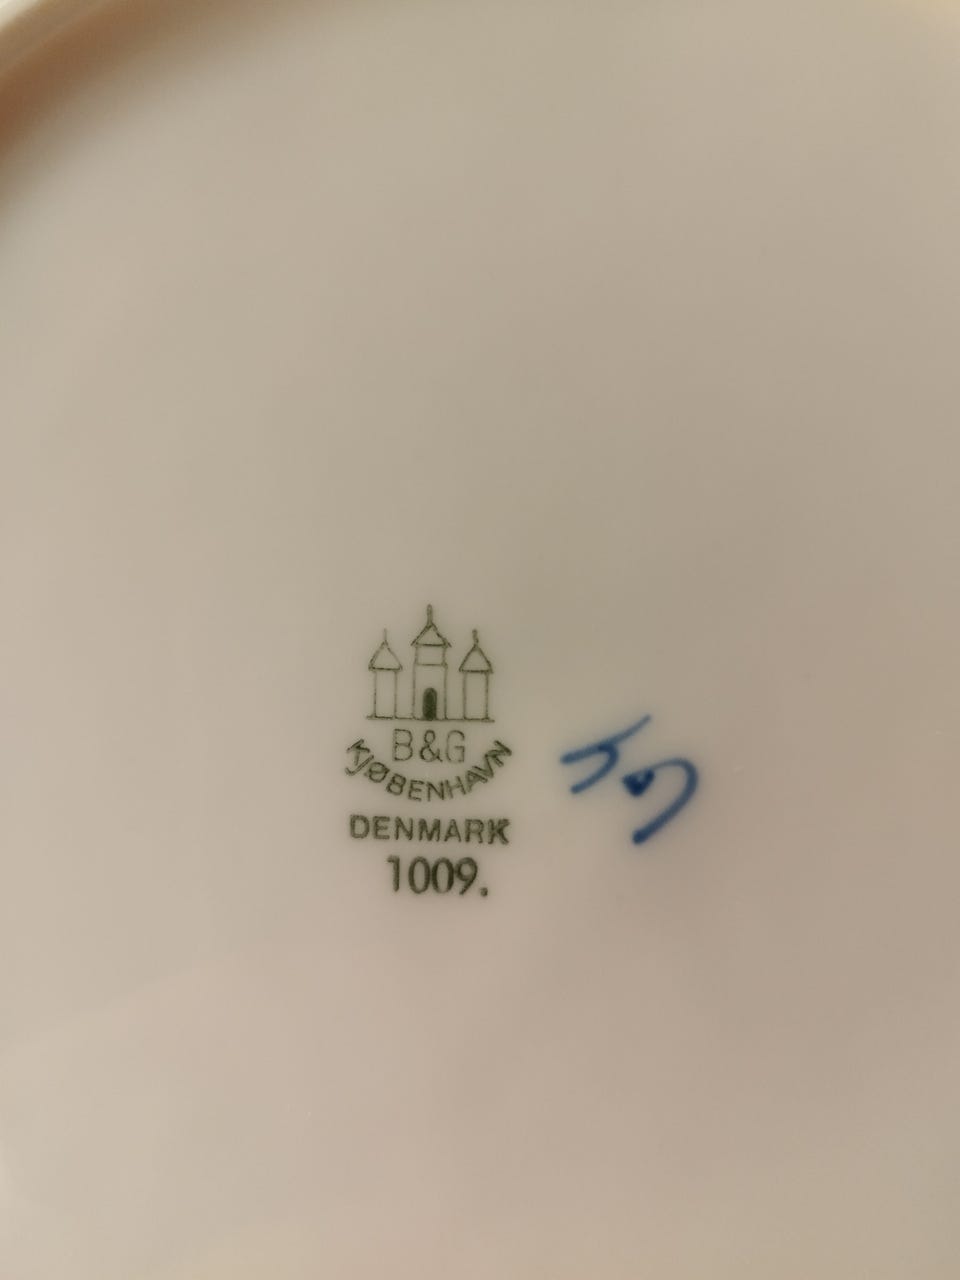 B&G
KJØBENHAVN
DENMARK
1009.